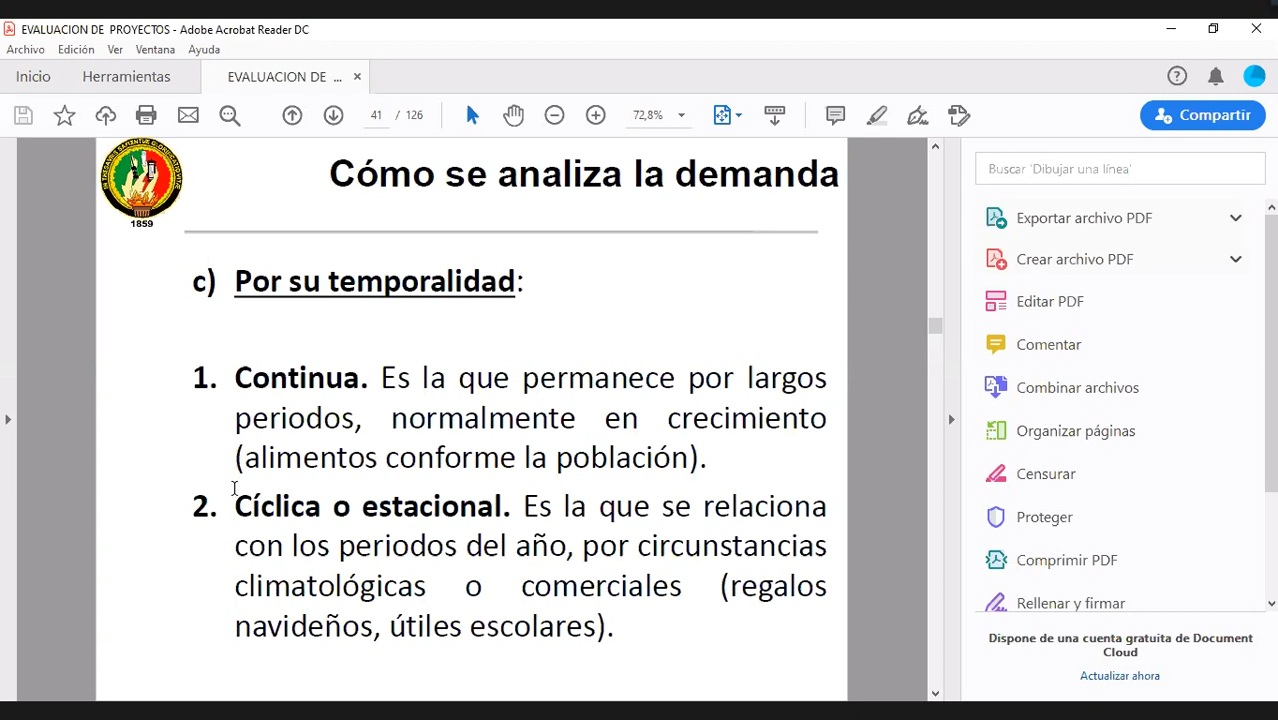 EVALUACION DE PROYECTOS - Adobe Acrobat Reader DC
Archivo Edición Ver Ventana Ayuda
Inicio Herramientas EVALUACION DE ... ×
41 / 126 72,8% Compartir
Cómo se analiza la demanda
1859
c) Por su temporalidad:
1. Continua. Es la que permanece por largos
periodos, normalmente en crecimiento
(alimentos conforme la población).
2. Cíclica o estacional. Es la que se relaciona
con los periodos del año, por circunstancias
climatológicas o comerciales (regalos
navideños, útiles escolares).
Buscar 'Dibujar una línea'
Exportar archivo PDF
Crear archivo PDF
Editar PDF
Comentar
Combinar archivos
Organizar páginas
Censurar
Proteger
Comprimir PDF
Rellenar y firmar
Dispone de una cuenta gratuita de Document
Cloud
Actualizar ahora